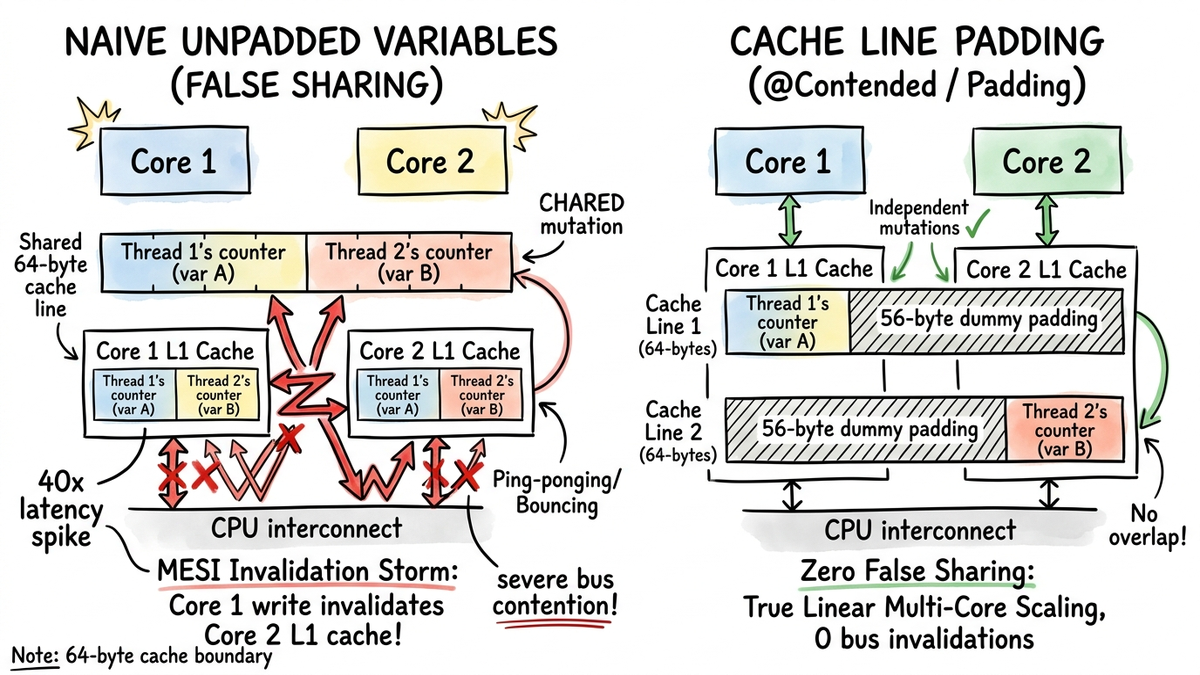 NAIVE UNPADDED VARIABLES
(FALSE SHARING)
Core 1
Core 2
CHARED
mutation
Shared
64-byte
cache
line
Thread 1's counter
(var A)
Thread 2's counter
(var B)
Core 1 L1 Cache
Thread 1's
counter
(var A)
Thread 2's
counter
(var B)
Core 2 L1 Cache
Thread 1's
counter
(var A)
Thread 2's
counter
(var B)
40x
latency
spike
Ping-ponging/
Bouncing
CPU interconnect
MESI Invalidation Storm:
Core 1 write invalidates
Core 2 L1 cache!
severe bus
contention!
Note: 64-byte cache boundary
CACHE LINE PADDING
(@Contended / Padding)
Core 1
Core 2
Independent
mutations
Core 1 L1 Cache
Core 2 L1 Cache
Cache
Line 1
(64-bytes)
Thread 1's
counter
(var A)
56-byte dummy padding
Cache
Line 2
(64-bytes)
56-byte dummy padding
Thread 2's
counter
(var B)
No
overlap!
CPU interconnect
Zero False Sharing:
True Linear Multi-Core Scaling,
0 bus invalidations